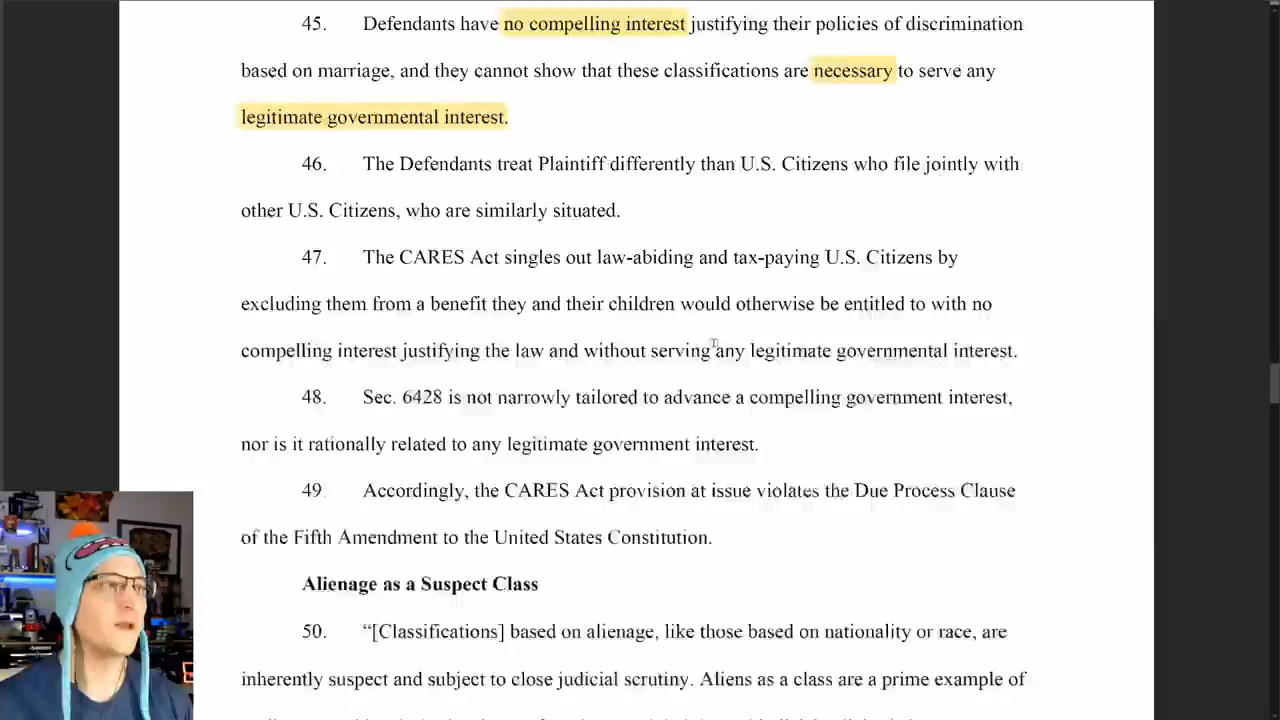 45. Defendants have no compelling interest justifying their policies of discrimination
based on marriage, and they cannot show that these classifications are necessary to serve any
legitimate governmental interest.
46. The Defendants treat Plaintiff differently than U.S. Citizens who file jointly with
other U.S. Citizens, who are similarly situated.
47. The CARES Act singles out law-abiding and tax-paying U.S. Citizens by
excluding them from a benefit they and their children would otherwise be entitled to with no
compelling interest justifying the law and without serving any legitimate governmental interest.
48. Sec. 6428 is not narrowly tailored to advance a compelling government interest,
nor is it rationally related to any legitimate government interest.
49. Accordingly, the CARES Act provision at issue violates the Due Process Clause
of the Fifth Amendment to the United States Constitution.
Alienage as a Suspect Class
50. “[Classifications] based on alienage, like those based on nationality or race, are
inherently suspect and subject to close judicial scrutiny. Aliens as a class are a prime example of